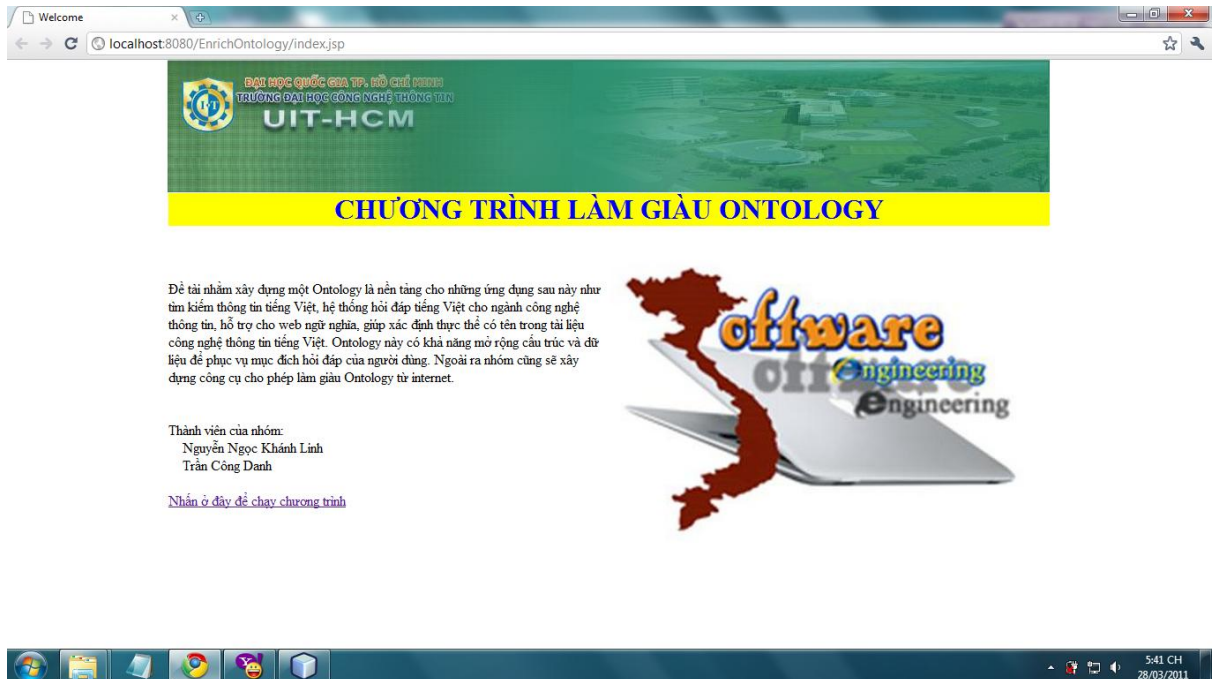 Welcome
localhost:8080/EnrichOntology/index.jsp
ĐẠI HỌC QUỐC GIA TP. HỒ CHÍ MINH
TRƯỜNG ĐẠI HỌC CÔNG NGHỆ THÔNG TIN
UIT-HCM
CHƯƠNG TRÌNH LÀM GIÀU ONTOLOGY
Đề tài nhằm xây dựng một Ontology là nền tảng cho những ứng dụng sau này như
tìm kiếm thông tin tiếng Việt, hệ thống hỏi đáp tiếng Việt cho ngành công nghệ
thông tin, hỗ trợ cho web ngữ nghĩa, giúp xác định thực thể có tên trong tài liệu
công nghệ thông tin tiếng Việt. Ontology này có khả năng mở rộng cấu trúc và dữ
liệu để phục vụ mục đích hỏi đáp của người dùng. Ngoài ra nhóm cũng sẽ xây
dựng công cụ cho phép làm giàu Ontology từ internet.
Thành viên của nhóm:
Nguyễn Ngọc Khánh Linh
Trần Công Danh
Nhấn ở đây để chạy chương trình
offware
engineering
engineering
5:41 CH
28/03/2011